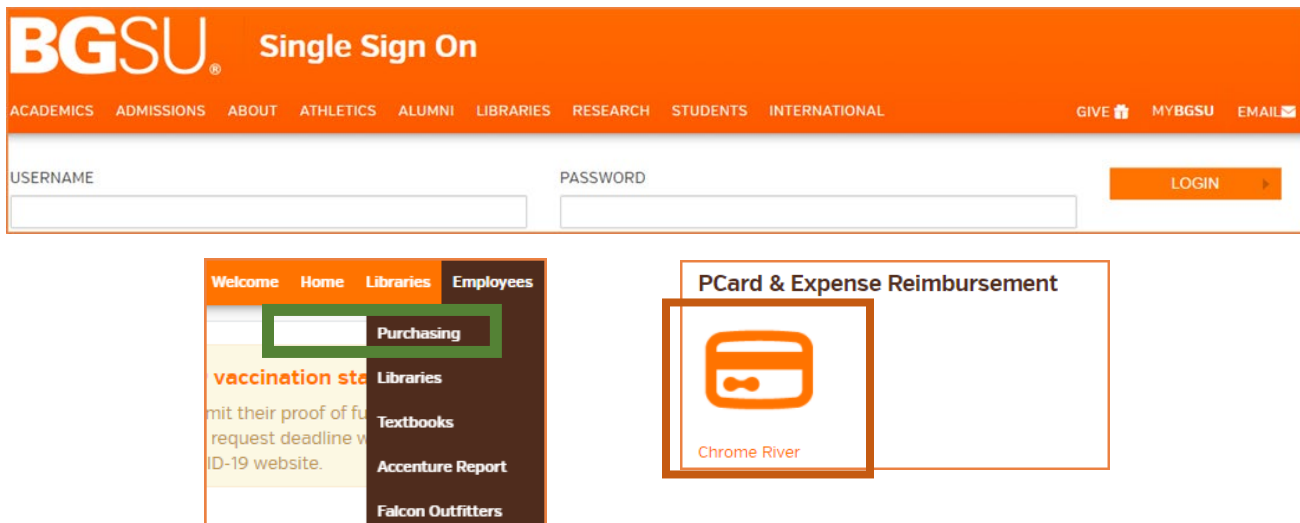 BGSU® Single Sign On
ACADEMICS ADMISSIONS ABOUT ATHLETICS ALUMNI LIBRARIES RESEARCH STUDENTS INTERNATIONAL GIVE MYBGSU EMAIL
USERNAME PASSWORD LOGIN
Welcome Home Libraries Employees
Purchasing
vaccination sta Libraries
mit their proof of fu Textbooks
request deadline w
ID-19 website. Accenture Report
Falcon Outfitters
PCard & Expense Reimbursement
Chrome River